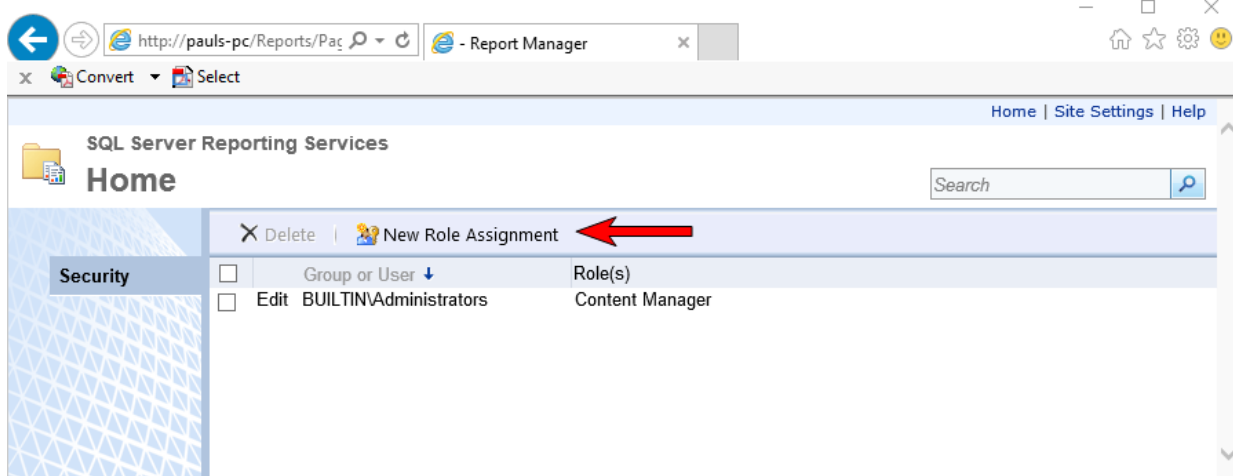 http://pauls-pc/Reports/Pag
- Report Manager
x Convert Select
Home | Site Settings | Help
SQL Server Reporting Services
Home
Search
Delete | New Role Assignment
Security
Group or User Role(s)
Edit BUILTIN\Administrators Content Manager